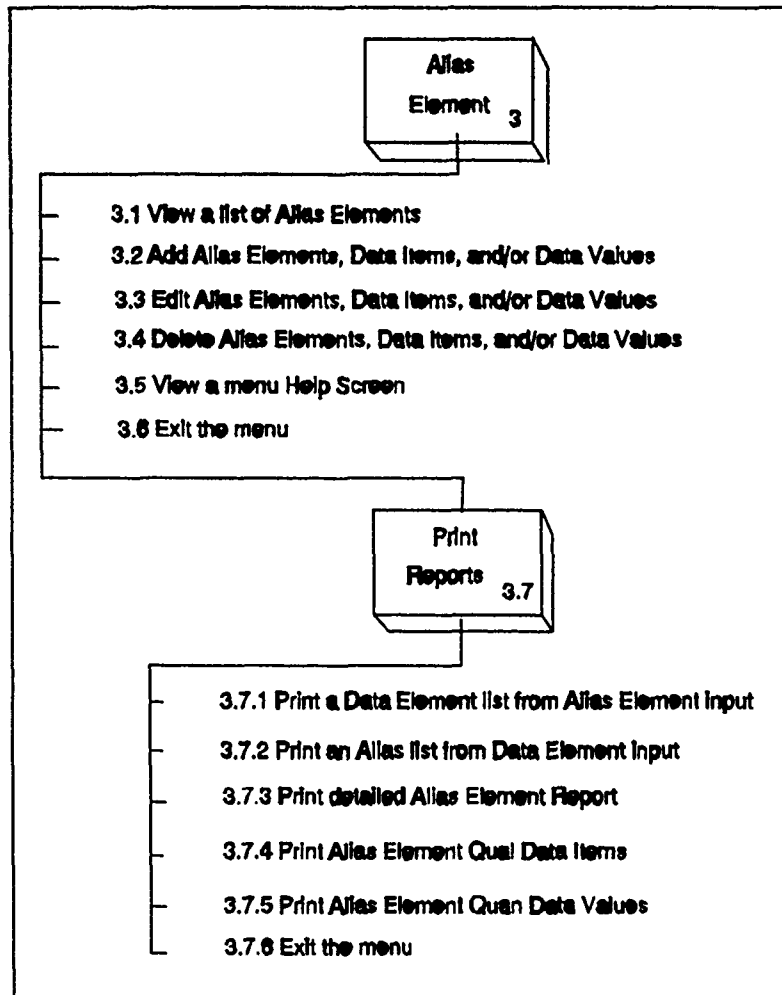 Alias
Element 3
3.1 View a list of Alias Elements
3.2 Add Alias Elements, Data Items, and/or Data Values
3.3 Edit Alias Elements, Data Items, and/or Data Values
3.4 Delete Alias Elements, Data Items, and/or Data Values
3.5 View a menu Help Screen
3.6 Exit the menu
Print
Reports 3.7
3.7.1 Print a Data Element list from Alias Element input
3.7.2 Print an Alias list from Data Element input
3.7.3 Print detailed Alias Element Report
3.7.4 Print Alias Element Qual Data Items
3.7.5 Print Alias Element Quan Data Values
3.7.6 Exit the menu